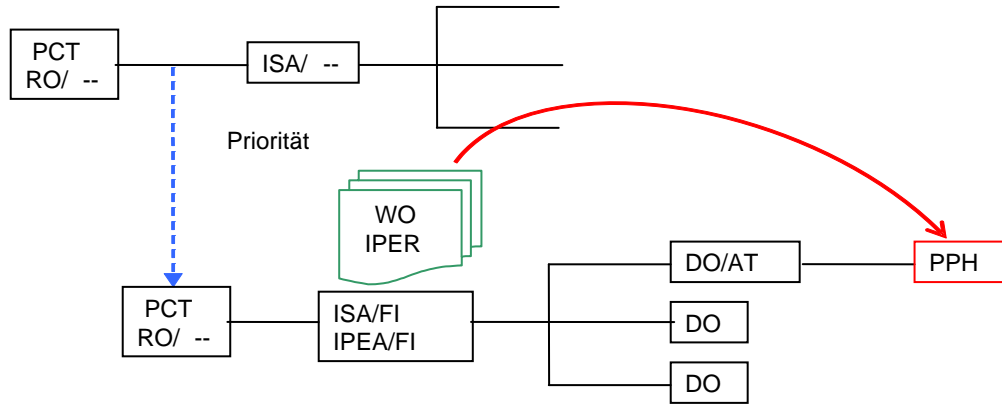 PCT
RO/ --
ISA/ --
Priorität
WO
IPER
DO/AT
PPH
PCT
RO/ --
ISA/FI
IPEA/FI
DO
DO